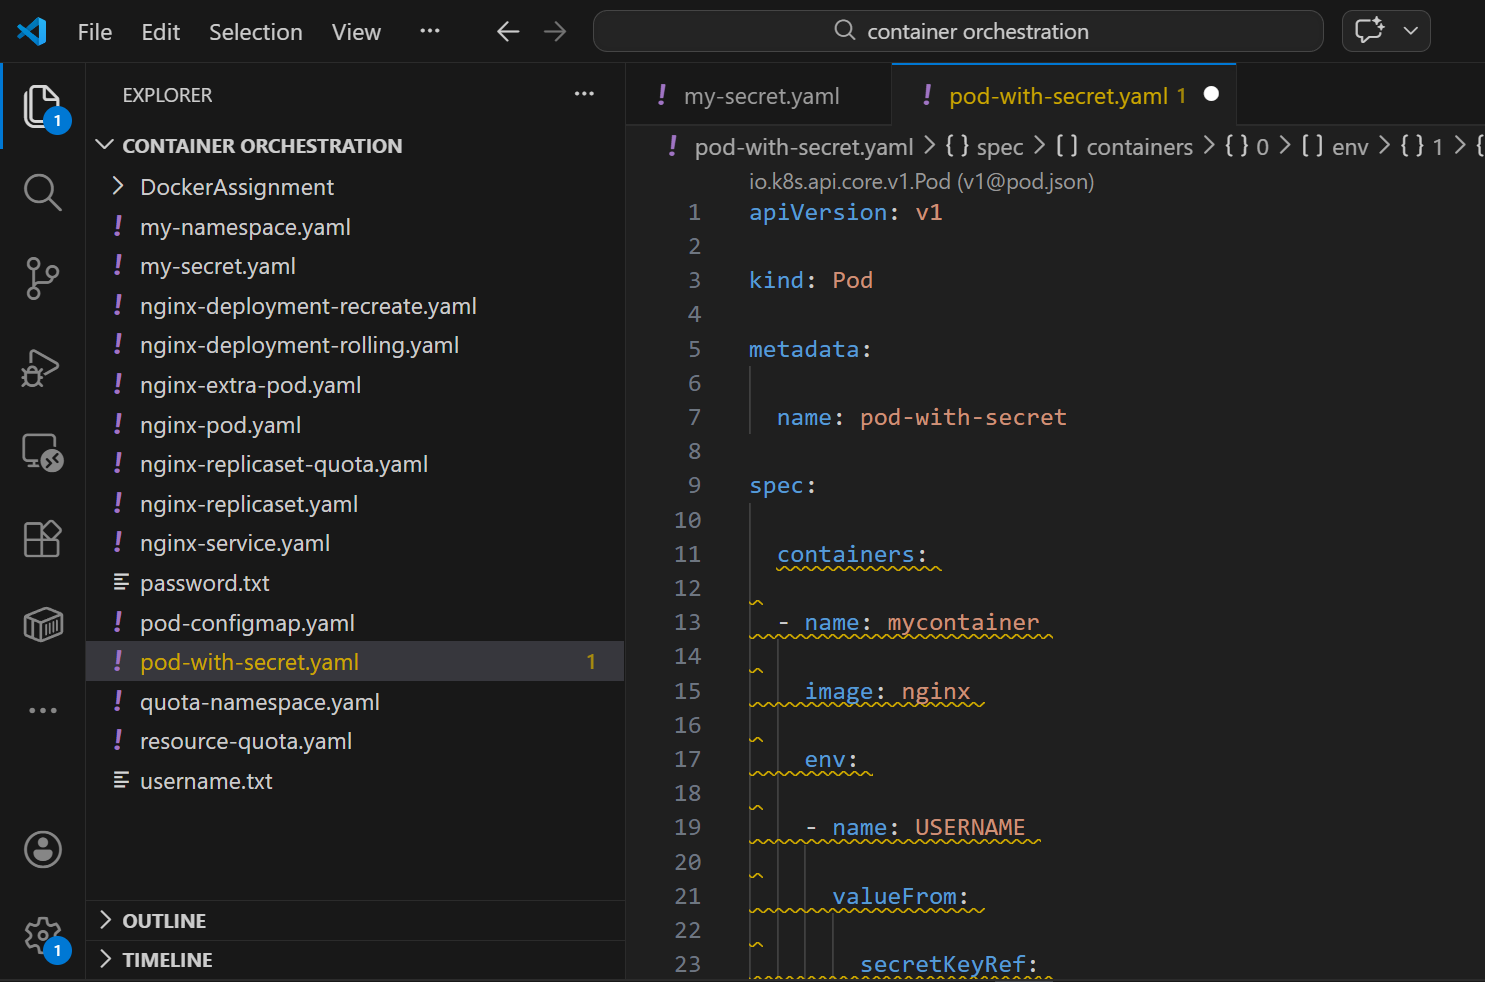 File Edit Selection View ··· container orchestration
EXPLORER ···
CONTAINER ORCHESTRATION
DockerAssignment
! my-namespace.yaml
! my-secret.yaml
! nginx-deployment-recreate.yaml
! nginx-deployment-rolling.yaml
! nginx-extra-pod.yaml
! nginx-pod.yaml
! nginx-replicaset-quota.yaml
! nginx-replicaset.yaml
! nginx-service.yaml
password.txt
! pod-configmap.yaml
! pod-with-secret.yaml 1
! quota-namespace.yaml
! resource-quota.yaml
username.txt
OUTLINE
TIMELINE
1
1
! my-secret.yaml ! pod-with-secret.yaml 1
! pod-with-secret.yaml > {} spec > [] containers > {} 0 > [] env > {} 1 > {
io.k8s.api.core.v1.Pod (v1@pod.json)
1 apiVersion: v1
2
3 kind: Pod
4
5 metadata:
6
7 name: pod-with-secret
8
9 spec:
10
11 containers:
12
13 - name: mycontainer
14
15 image: nginx
16
17 env:
18
19 - name: USERNAME
20
21 valueFrom:
22
23 secretKeyRef: